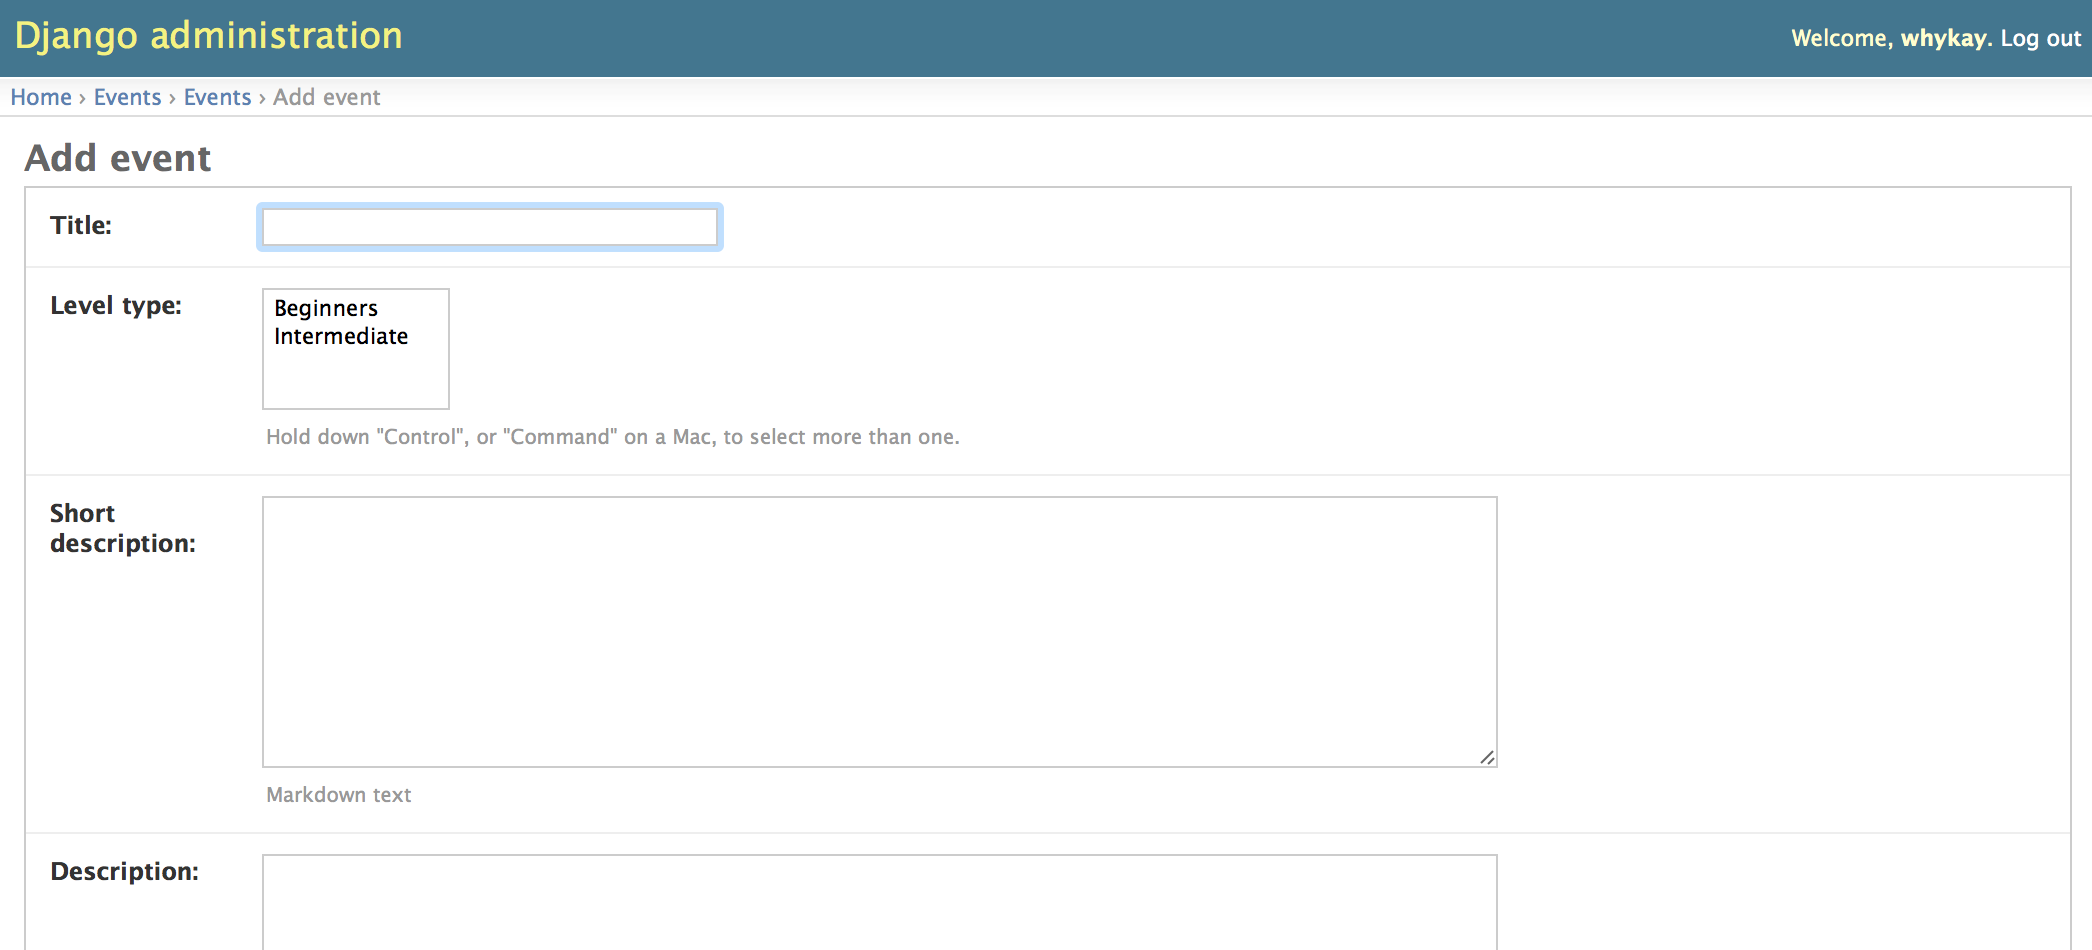 Django administration
Welcome, whykay. Log out
Home › Events › Events › Add event
Add event
Title:
Level type:
Beginners
Intermediate
Hold down "Control", or "Command" on a Mac, to select more than one.
Short
description:
Markdown text
Description: